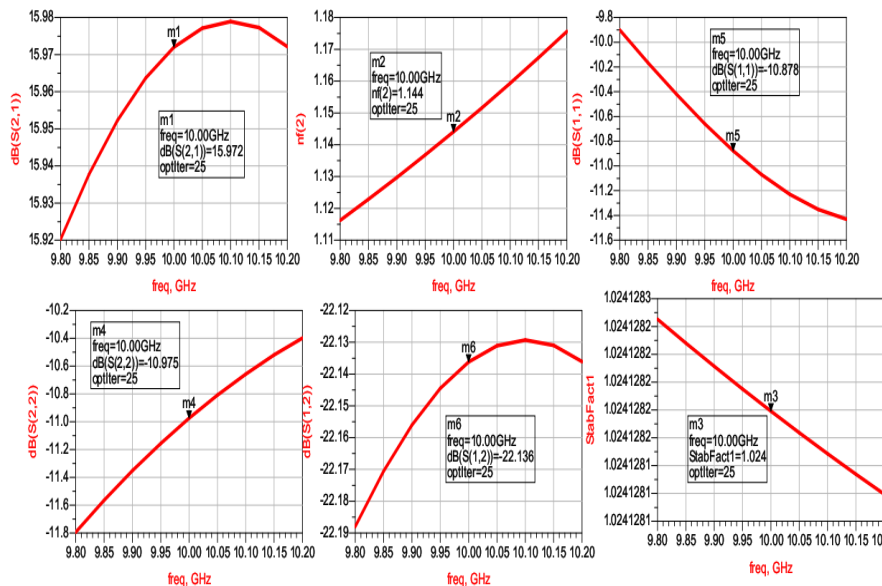 15.98
15.97
15.96
15.95
15.94
15.93
15.92
dB(S(2,1))
m1
m1
freq=10.00GHz
dB(S(2,1))=15.972
optIter=25
9.80 9.85 9.90 9.95 10.00 10.05 10.10 10.15 10.20
freq, GHz
1.18
1.17
1.16
1.15
1.14
1.13
1.12
1.11
nf(2)
m2
freq=10.00GHz
nf(2)=1.144
optIter=25
m2
9.80 9.85 9.90 9.95 10.00 10.05 10.10 10.15 10.20
freq, GHz
-9.8
-10.0
-10.2
-10.4
-10.6
-10.8
-11.0
-11.2
-11.4
-11.6
dB(S(1,1))
m5
freq=10.00GHz
dB(S(1,1))=-10.878
optIter=25
m5
9.80 9.85 9.90 9.95 10.00 10.05 10.10 10.15 10.20
freq, GHz
-10.2
-10.4
-10.6
-10.8
-11.0
-11.2
-11.4
-11.6
-11.8
dB(S(2,2))
m4
freq=10.00GHz
dB(S(2,2))=-10.975
optIter=25
m4
9.80 9.85 9.90 9.95 10.00 10.05 10.10 10.15 10.20
freq, GHz
-22.12
-22.13
-22.14
-22.15
-22.16
-22.17
-22.18
-22.19
dB(S(1,2))
m6
m6
freq=10.00GHz
dB(S(1,2))=-22.136
optIter=25
9.80 9.85 9.90 9.95 10.00 10.05 10.10 10.15 10.20
freq, GHz
1.0241283
1.0241282
1.0241282
1.0241282
1.0241282
1.0241281
1.0241281
1.0241281
StabFact1
m3
m3
freq=10.00GHz
StabFact1=1.024
optIter=25
9.80 9.85 9.90 9.95 10.00 10.05 10.10 10.15 10.20
freq, GHz